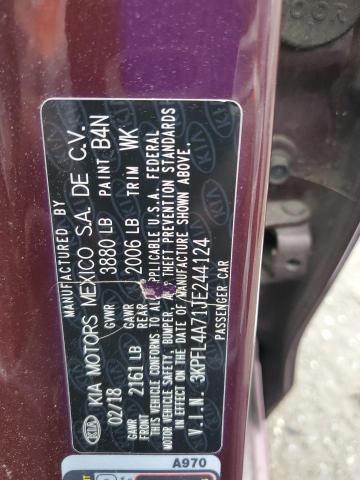 MANUFACTURED BY
KIA KIA MOTORS MEXICO S.A. DE C.V.
02/18 GVWR 3880 LB PAINT B4N
GAWR FRONT 2161 LB GAWR REAR 2006 LB TRIM WK
THIS VEHICLE CONFORMS TO ALL APPLICABLE U.S.A. FEDERAL
MOTOR VEHICLE SAFETY, BUMPER, AND THEFT PREVENTION STANDARDS
IN EFFECT ON THE DATE OF MANUFACTURE SHOWN ABOVE.
V.I.N. 3KPFL4A71JE244124
PASSENGER CAR
A970